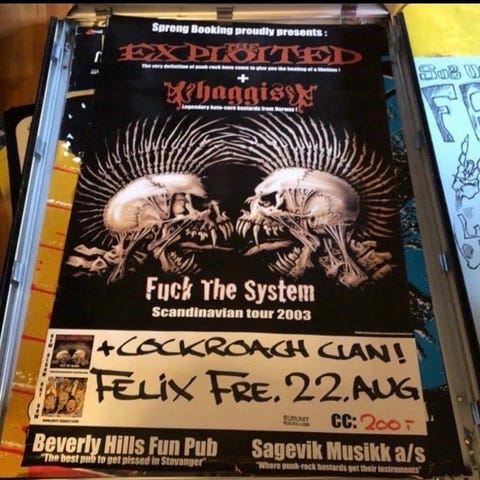 Spreng Booking proudly presents :
THE EXPLOITED
The very definition of punk-rock have come to give you the beating of a lifetime !
+
haggis
Legendary hate-core bastards from Norway !
Fuck The System
Scandinavian tour 2003
+ COCKROACH CLAN!
FELIX FRE. 22. AUG
CC: 200,-
Beverly Hills Fun Pub
"The best pub to get pissed in Stavanger"
Sagevik Musikk a/s
"Where punk-rock bastards get their instruments"
SUB